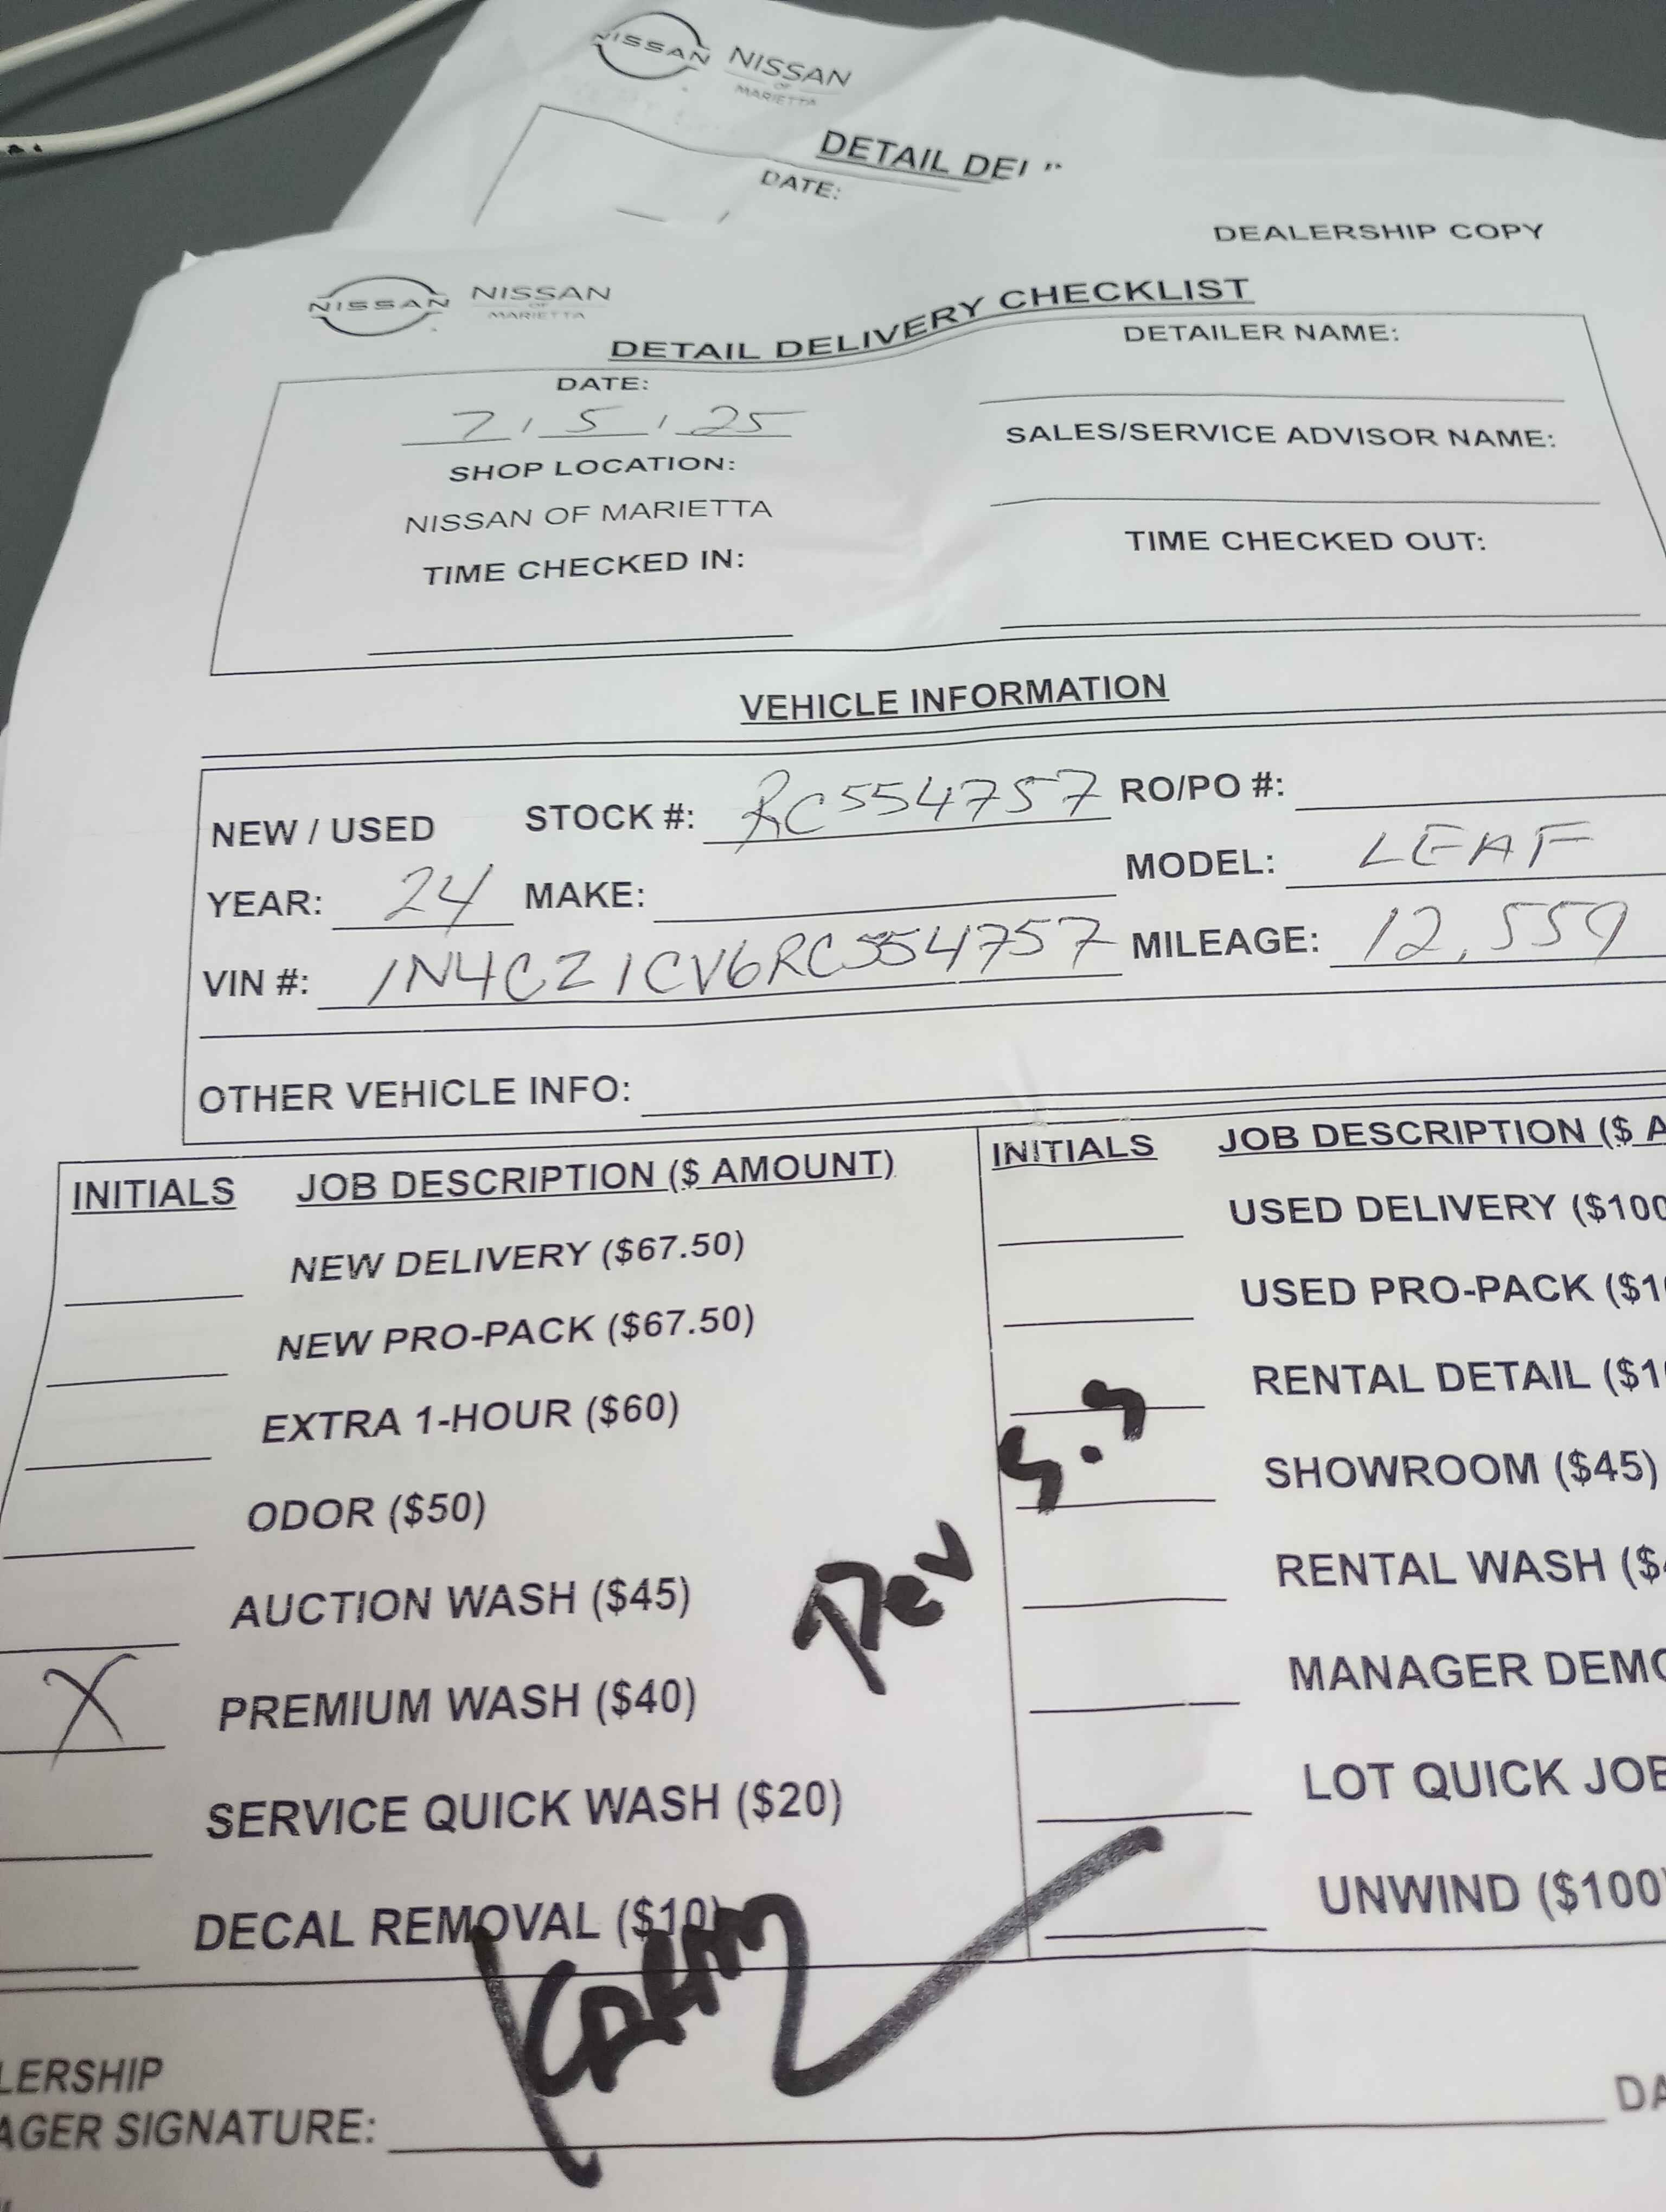 NISSAN NISSAN
OF
MARIETTA
DETAIL DEL
DATE:
DEALERSHIP COPY
NISSAN NISSAN
OF
MARIETTA
DETAIL DELIVERY CHECKLIST
DATE:
7, 5, 25
DETAILER NAME:
SALES/SERVICE ADVISOR NAME:
SHOP LOCATION:
NISSAN OF MARIETTA
TIME CHECKED IN:
TIME CHECKED OUT:
VEHICLE INFORMATION
NEW / USED STOCK #: RC554757 RO/PO #:
YEAR: 24 MAKE: MODEL: LEAF
VIN #: 1N4CZ1CV6RC554757 MILEAGE: 12,559
OTHER VEHICLE INFO:
INITIALS JOB DESCRIPTION ($ AMOUNT)
NEW DELIVERY ($67.50)
NEW PRO-PACK ($67.50)
EXTRA 1-HOUR ($60)
ODOR ($50)
AUCTION WASH ($45)
X PREMIUM WASH ($40)
SERVICE QUICK WASH ($20)
DECAL REMOVAL ($10)
INITIALS JOB DESCRIPTION ($ A
USED DELIVERY ($100
USED PRO-PACK ($1
RENTAL DETAIL ($1
SHOWROOM ($45)
RENTAL WASH ($4
MANAGER DEMO
LOT QUICK JOB
UNWIND ($100)
Dev
LERSHIP
AGER SIGNATURE:
DA